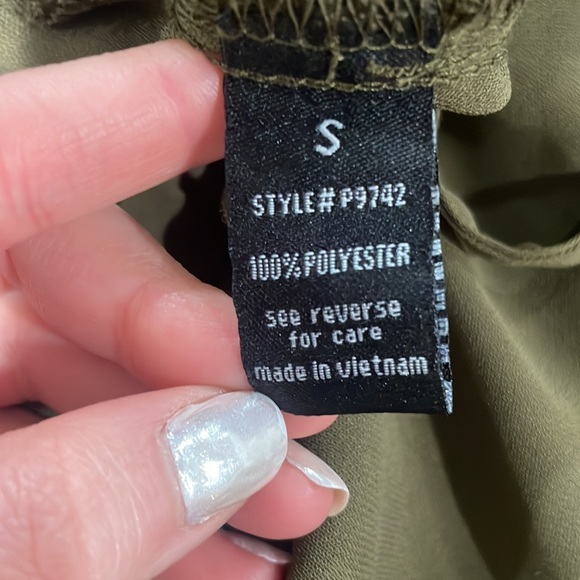 S
STYLE# P9742
100% POLYESTER
see reverse
for care
made in vietnam